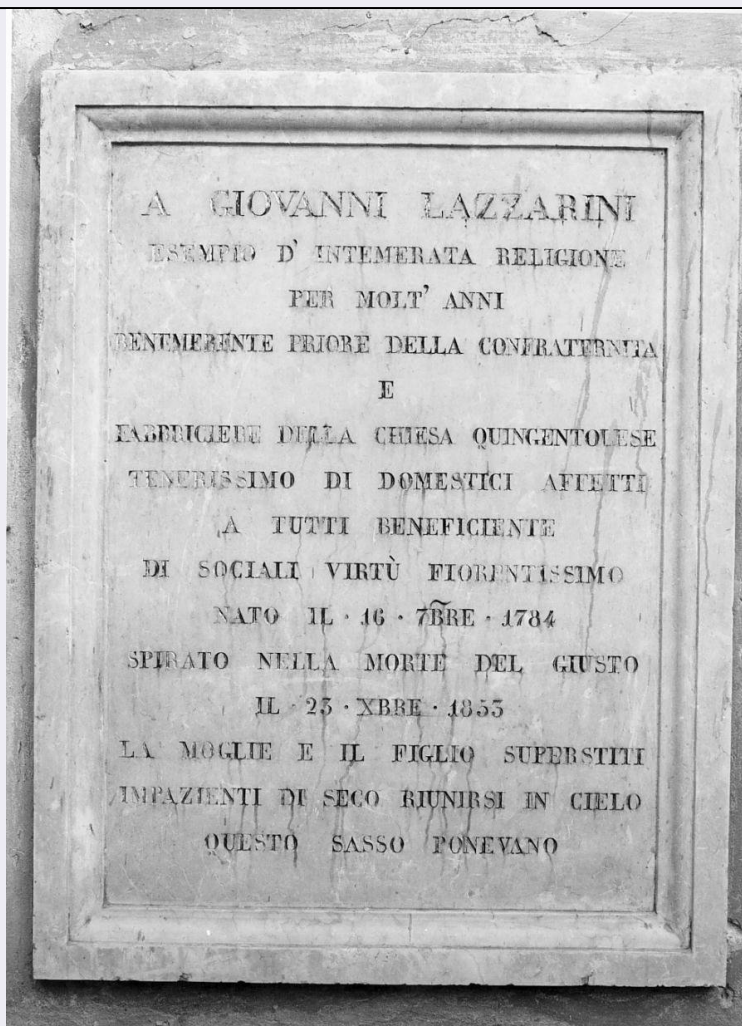 A GIOVANNI LAZZARINI
ESEMPIO D' INTEMERATA RELIGIONE
PER MOLT' ANNI
BENEMERENTE PRIORE DELLA CONFRATERNITA
E
FABBRICIERE DELLA CHIESA QUINGENTOLESE
TENERISSIMO DI DOMESTICI AFFETTI
A TUTTI BENEFICIENTE
DI SOCIALI VIRTÙ FIORENTISSIMO
NATO IL · 16 · 7BRE · 1784
SPIRATO NELLA MORTE DEL GIUSTO
IL · 23 · XBRE · 1853
LA MOGLIE E IL FIGLIO SUPERSTITI
IMPAZIENTI DI SECO RIUNIRSI IN CIELO
QUESTO SASSO PONEVANO